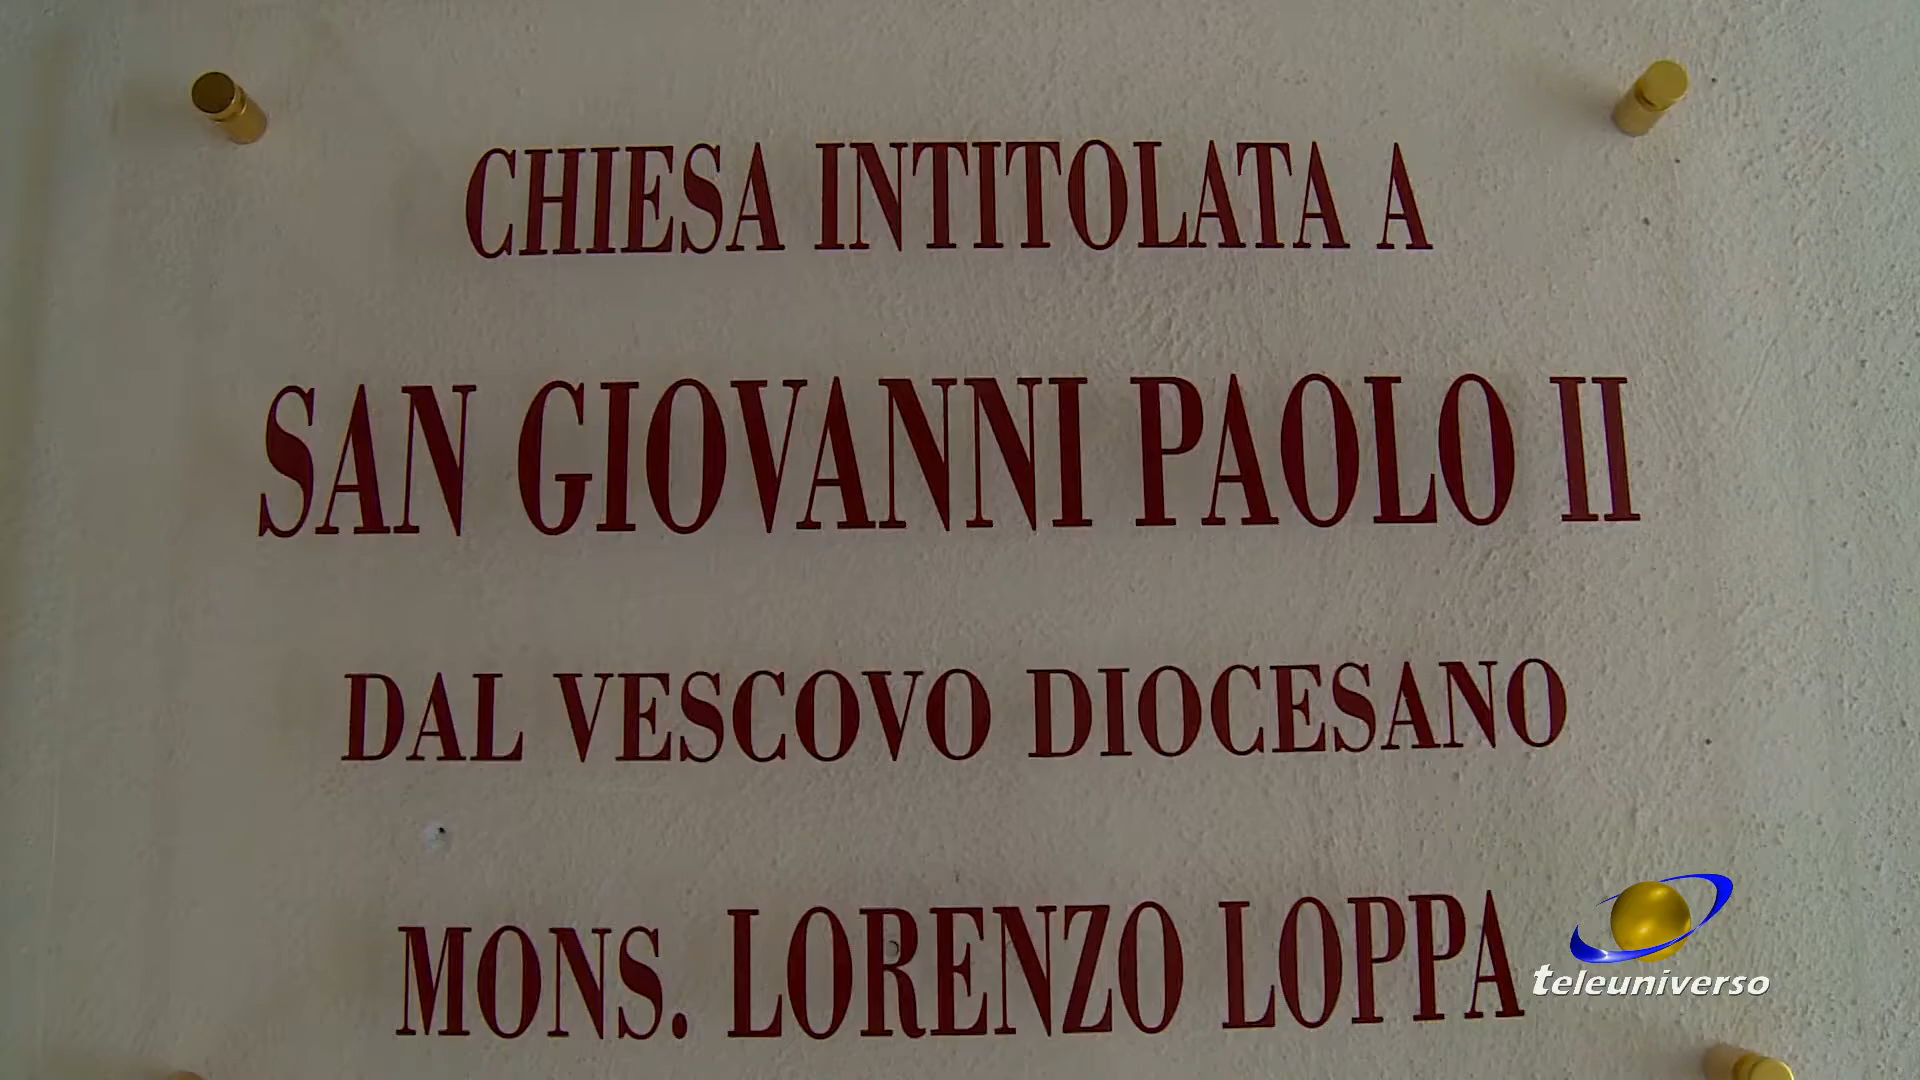 CHIESA INTITOLATA A
SAN GIOVANNI PAOLO II
DAL VESCOVO DIOCESANO
MONS. LORENZO LOPPA
teleuniverso